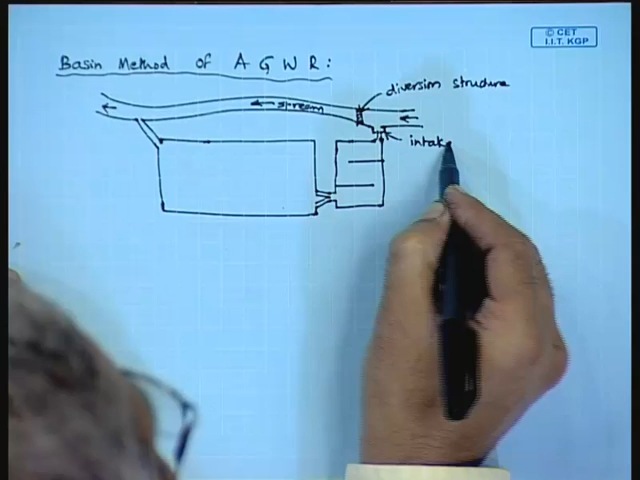 © CET
I.I.T. KGP
Basin Method of A G W R :
diversion structure
stream
intak